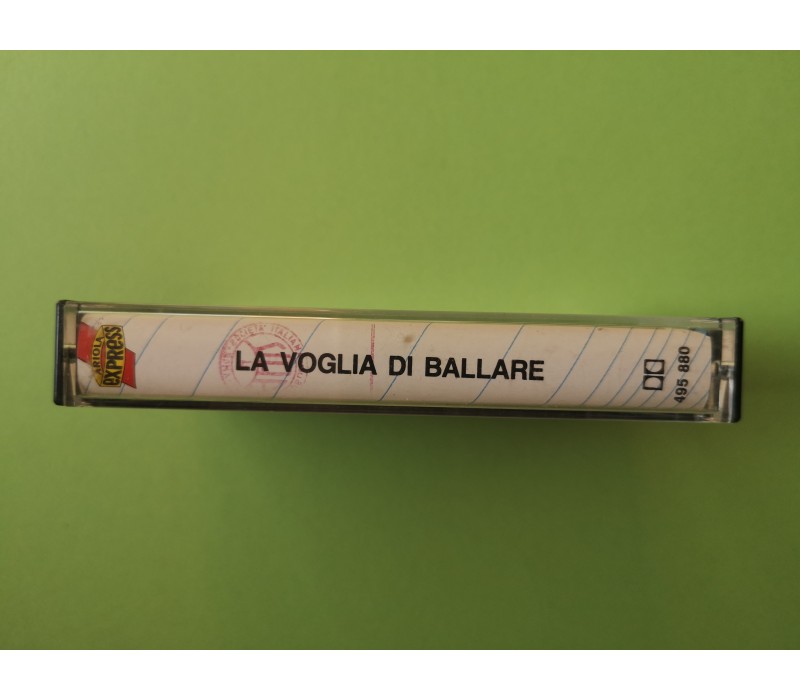 ARIOLA
EXPRESS
LA VOGLIA DI BALLARE
495 880